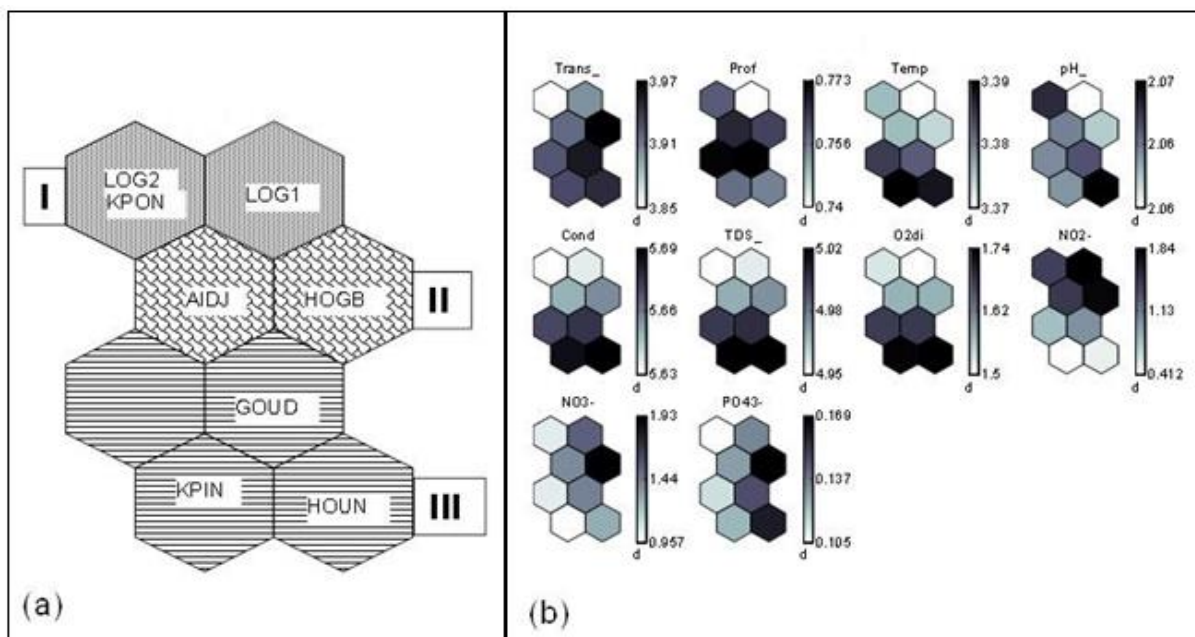 I
LOG2
KPON
LOG1
AIDJ
HOGB
II
GOUD
KPIN
HOUN
III
(a)
Trans_
3.97
3.91
3.85
d
Prof
0.773
0.756
0.74
d
Temp
3.39
3.38
3.37
d
pH_
2.07
2.06
2.06
d
Cond
5.69
5.66
5.63
d
TDS_
5.02
4.98
4.95
d
O2di
1.74
1.62
1.5
d
NO2-
1.84
1.13
0.412
d
NO3-
1.93
1.44
0.957
d
PO43-
0.169
0.137
0.105
d
(b)